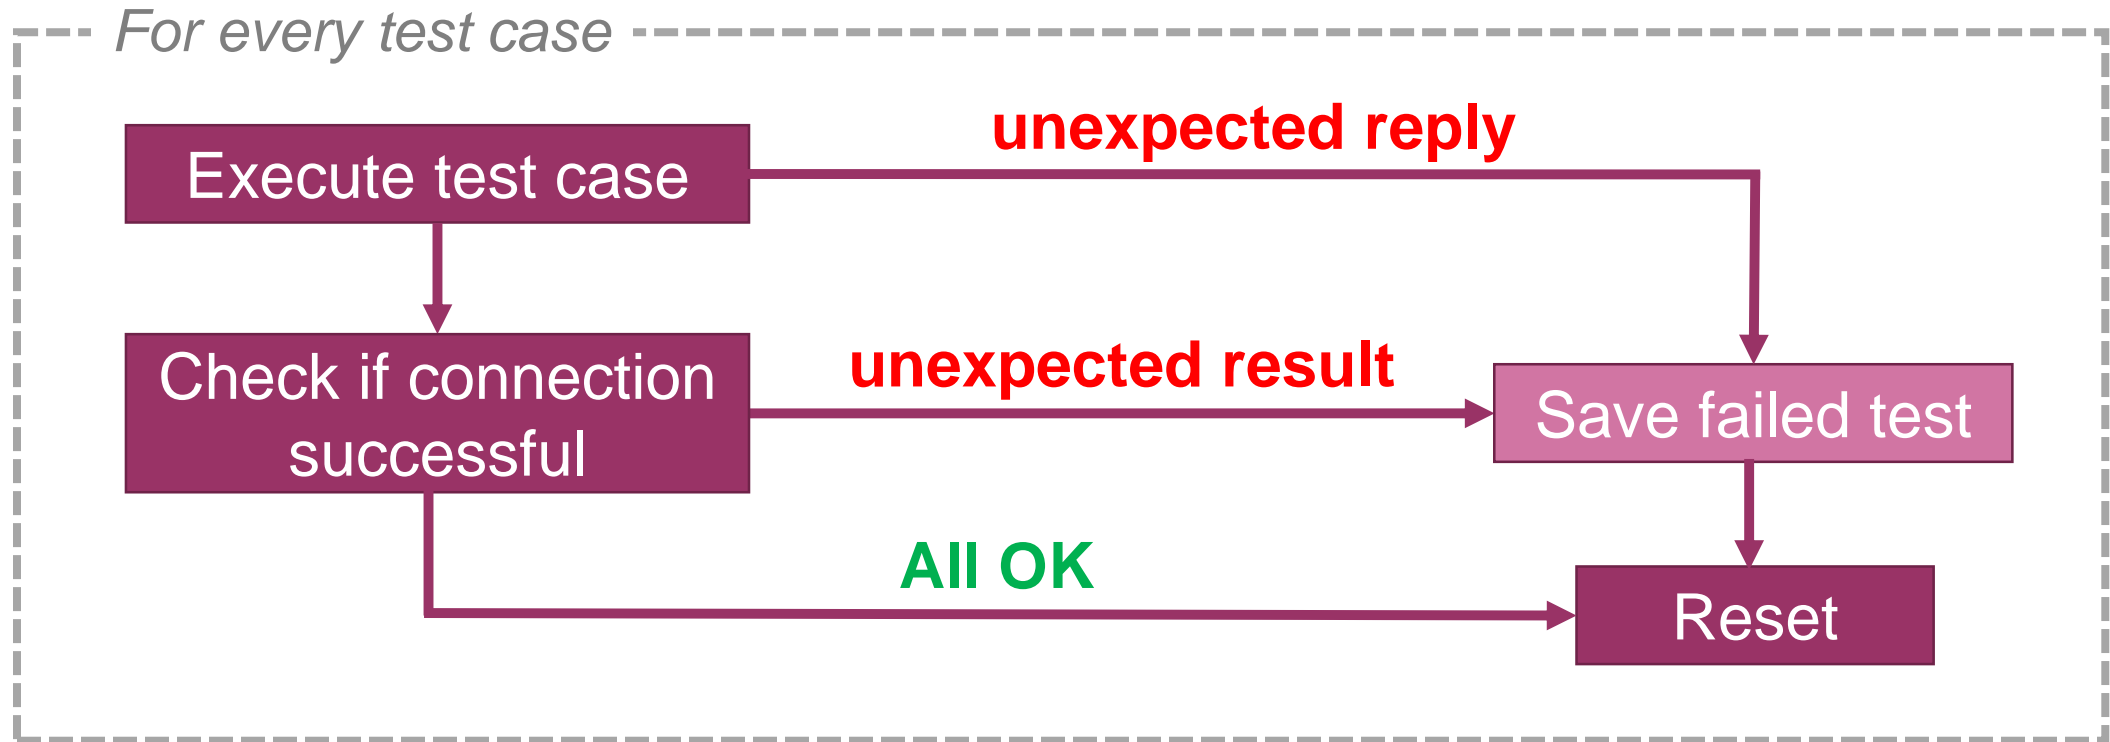 For every test case
unexpected reply
Execute test case
Check if connection
successful
unexpected result
Save failed test
All OK
Reset